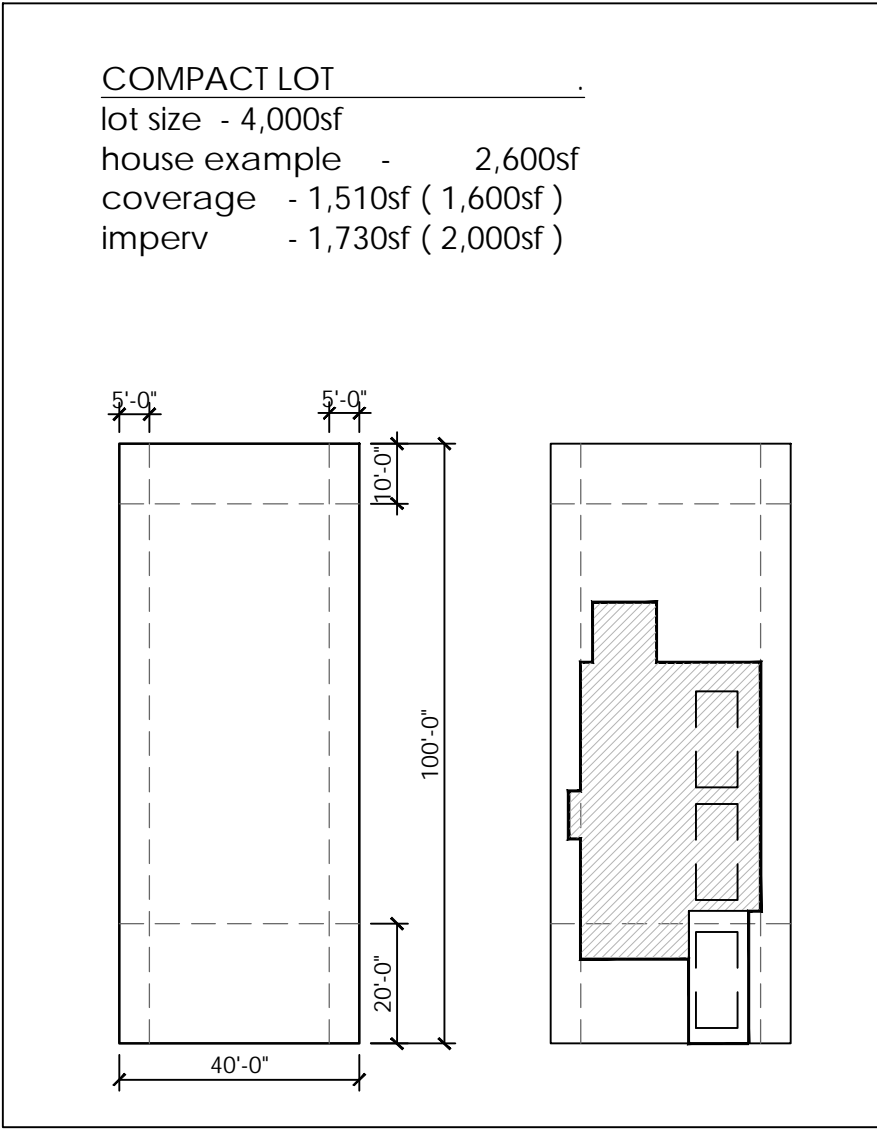 COMPACT LOT .
lot size - 4,000sf
house example - 2,600sf
coverage - 1,510sf ( 1,600sf )
imperv - 1,730sf ( 2,000sf )
5'-0" 5'-0"
10'-0"
100'-0"
20'-0"
40'-0"